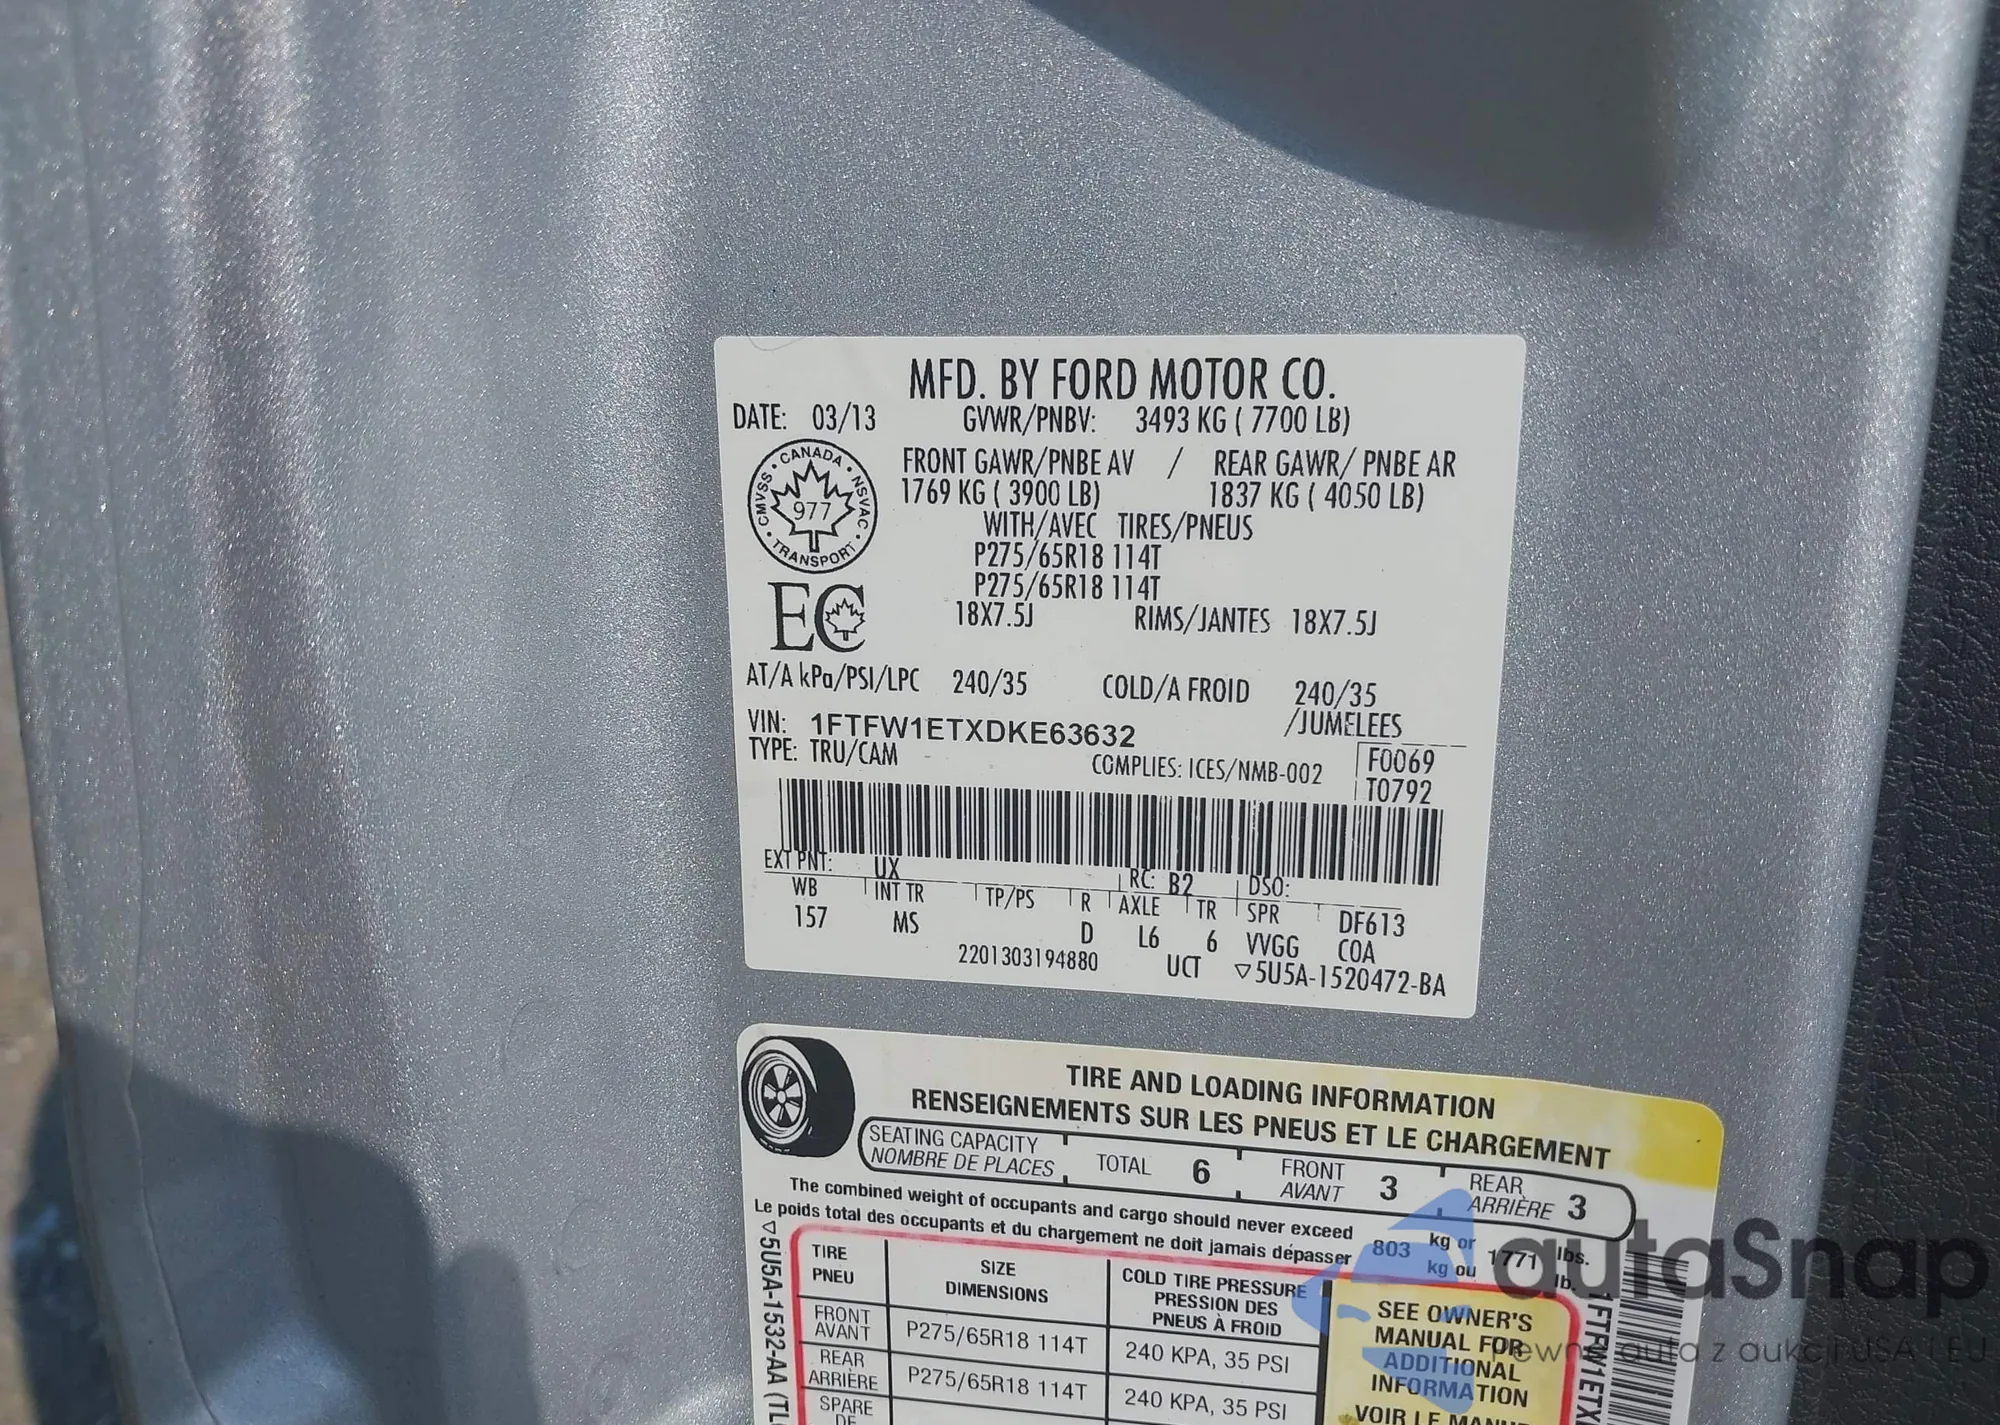 MFD. BY FORD MOTOR CO.
DATE: 03/13 GVWR/PNBV: 3493 KG ( 7700 LB)
CANADA
CMVSS 977 NSVAC
TRANSPORT
EC
FRONT GAWR/PNBE AV / REAR GAWR/ PNBE AR
1769 KG ( 3900 LB) 1837 KG ( 4050 LB)
WITH/AVEC TIRES/PNEUS
P275/65R18 114T
P275/65R18 114T
18X7.5J RIMS/JANTES 18X7.5J
AT/A kPa/PSI/LPC 240/35 COLD/A FROID 240/35
/JUMELEES
VIN: 1FTFW1ETXDKE63632
TYPE: TRU/CAM COMPLIES: ICES/NMB-002
F0069
T0792
EXT PNT: UX RC: B2 DSO:
WB INT TR TP/PS R AXLE TR SPR DF613
157 MS D L6 6 VVGG COA
2201303194880 UCT ▽5U5A-1520472-BA
TIRE AND LOADING INFORMATION
RENSEIGNEMENTS SUR LES PNEUS ET LE CHARGEMENT
SEATING CAPACITY TOTAL 6 FRONT 3 REAR 3
NOMBRE DE PLACES AVANT ARRIÈRE
The combined weight of occupants and cargo should never exceed 803 kg or 1771 lbs.
Le poids total des occupants et du chargement ne doit jamais dépasser kg ou lb.
TIRE SIZE COLD TIRE PRESSURE
PNEU DIMENSIONS PRESSION DES
PNEUS À FROID
FRONT P275/65R18 114T 240 KPA, 35 PSI
AVANT
REAR P275/65R18 114T 240 KPA, 35 PSI
ARRIÈRE
SPARE
DE
SEE OWNER'S
MANUAL FOR
ADDITIONAL
INFORMATION
VOIR LE
▽5U5A-1532-AA
1FTFW1ETX
autaSnap
auta z aukcji USA i EU